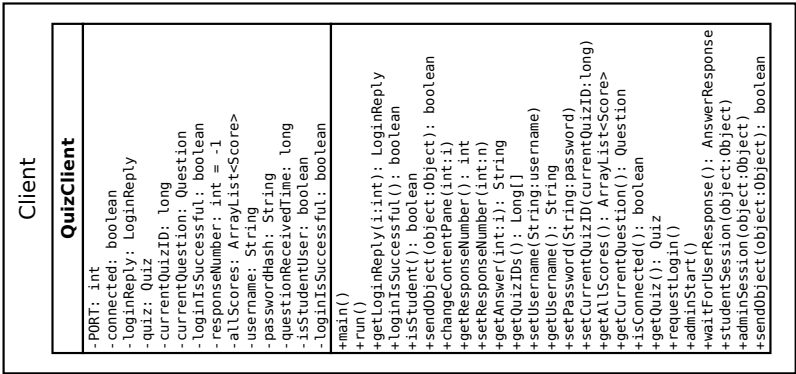 Client
QuizClient
-PORT: int
-connected: boolean
-loginReply: LoginReply
-quiz: Quiz
-currentQuizID: long
-currentQuestion: Question
-loginIsSuccessful: boolean
-responseNumber: int = -1
-allScores: ArrayList<Score>
-username: String
-passwordHash: String
-questionReceivedTime: long
-isStudentUser: boolean
-loginIsSuccessful: boolean
+main()
+run()
+getLoginReply(i:int): LoginReply
+loginIsSuccessful(): boolean
+isStudent(): boolean
+sendObject(object:Object): boolean
+changeContentPane(int:i)
+getResponseNumber(): int
+setResponseNumber(int:n)
+getAnswer(int:i): String
+getQuizIDs(): Long[]
+setUsername(String:username)
+getUsername(): String
+setPassword(String:password)
+setCurrentQuizID(currentQuizID:long)
+getAllScores(): ArrayList<Score>
+getCurrentQuestion(): Question
+isConnected(): boolean
+getQuiz(): Quiz
+requestLogin()
+adminStart()
+waitForUserResponse(): AnswerResponse
+studentSession(object:Object)
+adminSession(object:Object)
+sendObject(object:Object): boolean